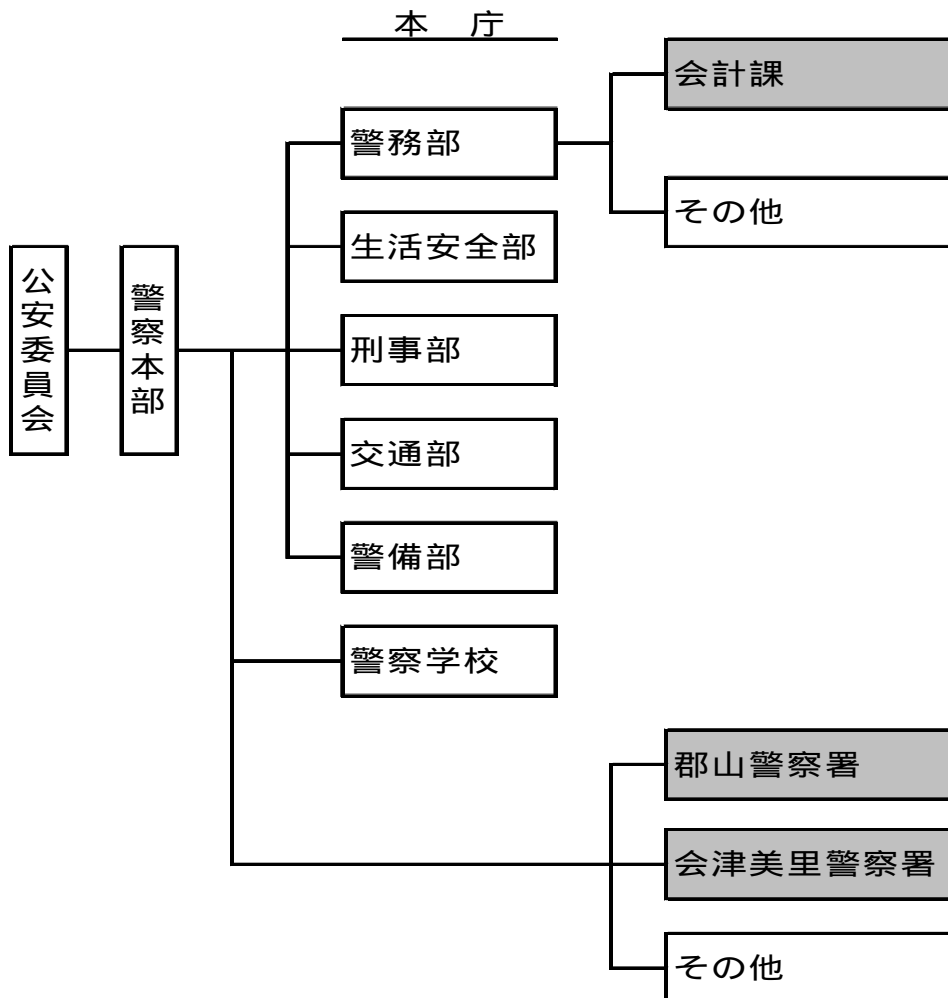 本 庁
公安委員会
警察本部
警務部
会計課
その他
生活安全部
刑事部
交通部
警備部
警察学校
郡山警察署
会津美里警察署
その他